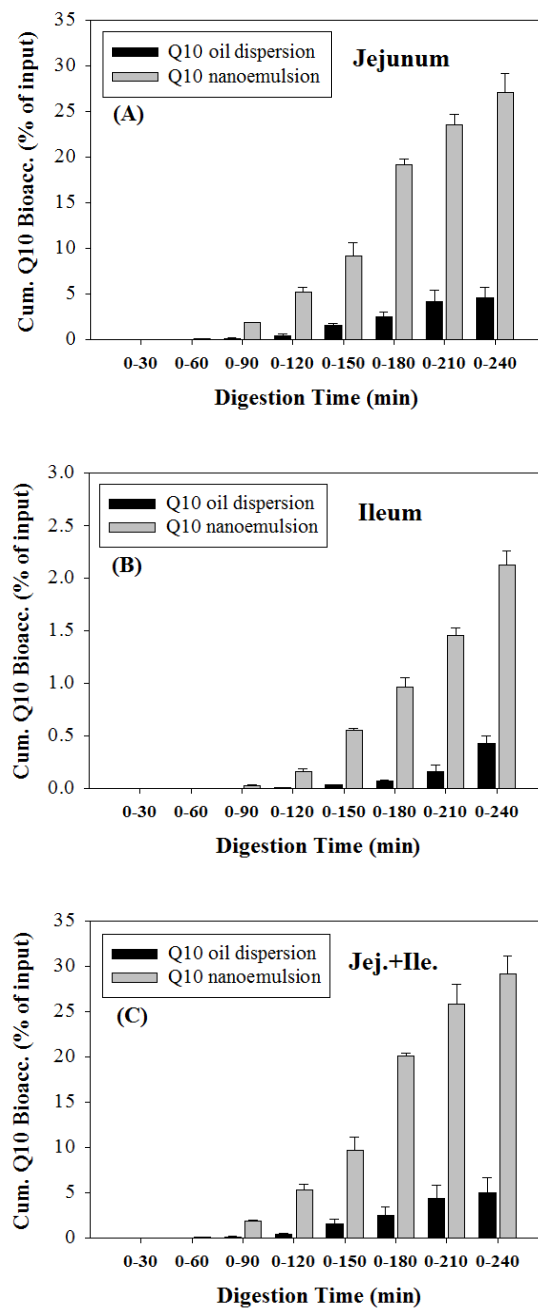 35
30
25
20
15
10
5
0
Cum. Q10 Bioacc. (% of input)
Q10 oil dispersion
Q10 nanoemulsion
Jejunum
(A)
0-30 0-60 0-90 0-120 0-150 0-180 0-210 0-240
Digestion Time (min)
3.0
2.5
2.0
1.5
1.0
0.5
0.0
Cum. Q10 Bioacc. (% of input)
Q10 oil dispersion
Q10 nanoemulsion
Ileum
(B)
0-30 0-60 0-90 0-120 0-150 0-180 0-210 0-240
Digestion Time (min)
35
30
25
20
15
10
5
0
Cum. Q10 Bioacc. (% of input)
Q10 oil dispersion
Q10 nanoemulsion
Jej.+Ile.
(C)
0-30 0-60 0-90 0-120 0-150 0-180 0-210 0-240
Digestion Time (min)